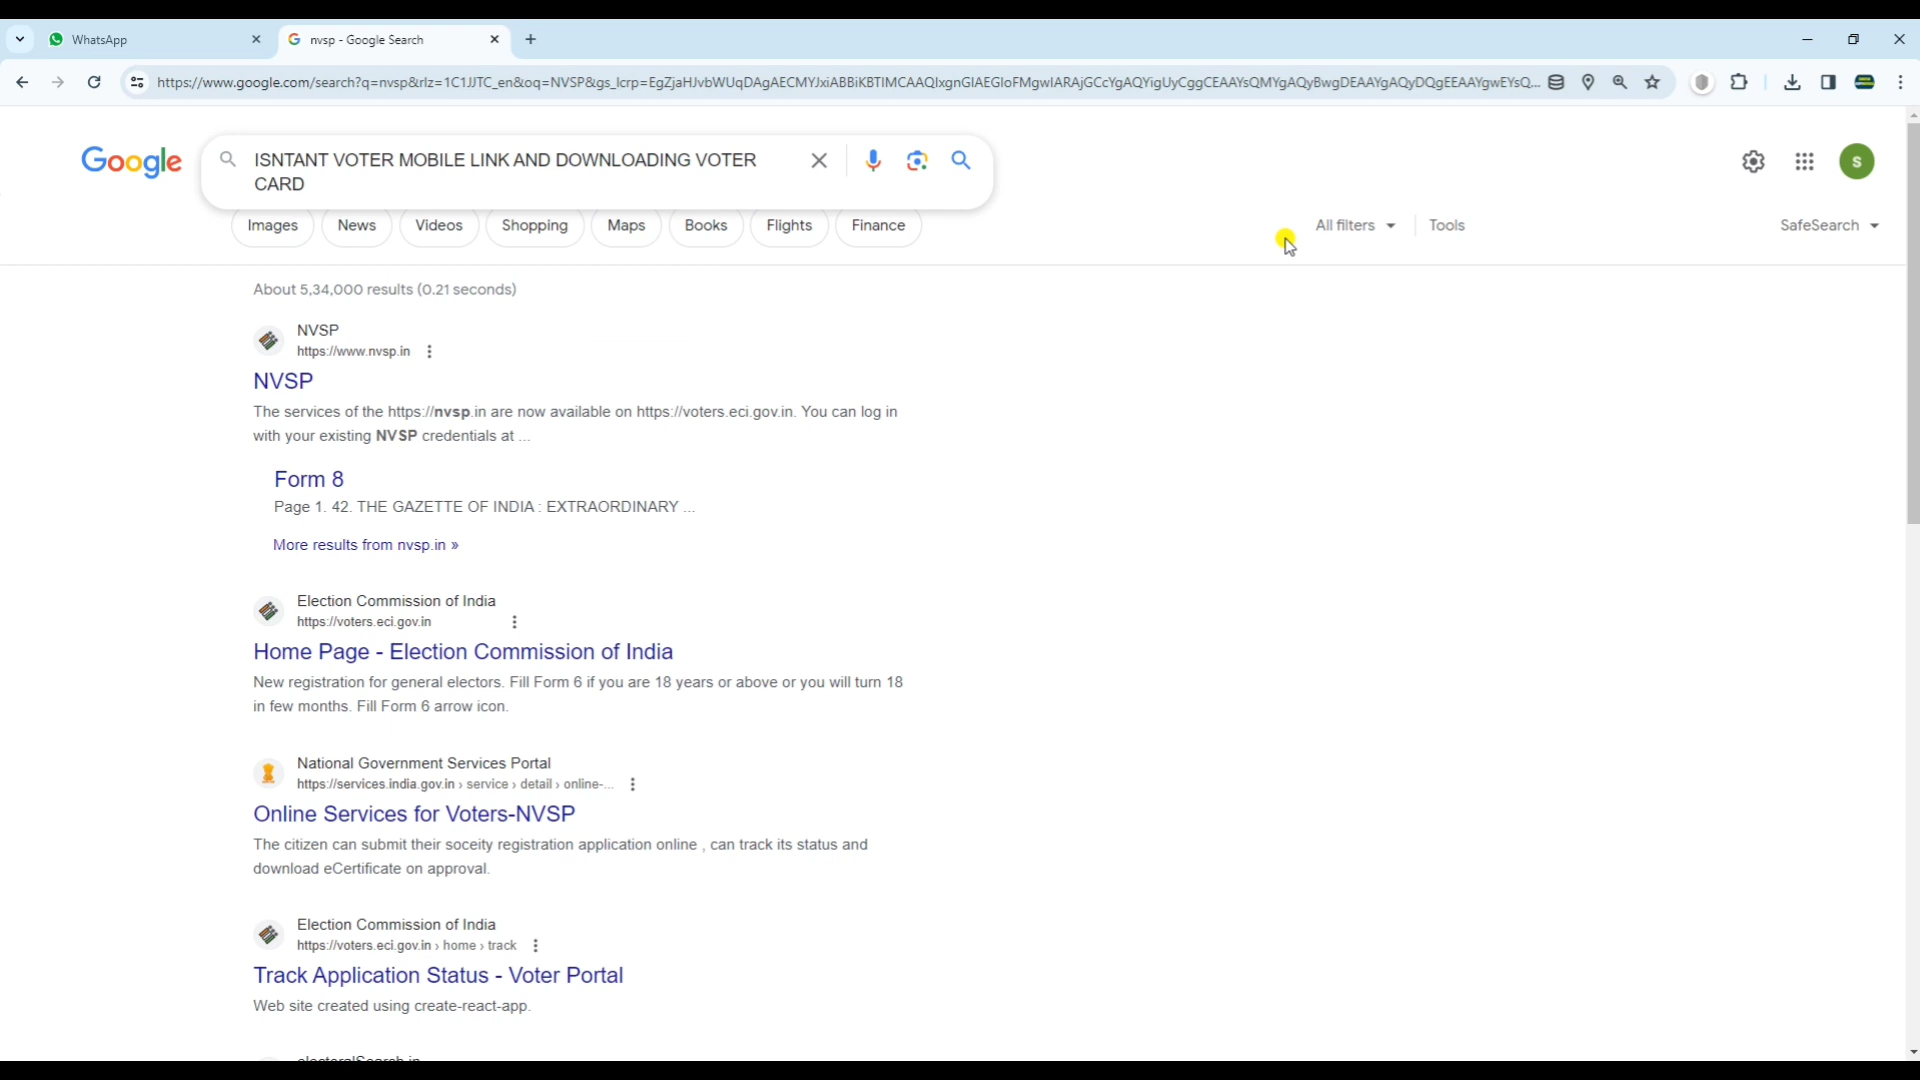 WhatsApp
nvsp - Google Search
https://www.google.com/search?q=nvsp&rlz=1C1JJTC_en&oq=NVSP&gs_lcrp=EgZjaHJvbWUqDAgAECMYJxiABBiKBTIMCAAQIxgnGIAEGIoFMgwIARAjGCcYgAQYigUyCggCEAAYsQMYgAQyBwgDEAAYgAQyDQgEEAAYgwEYsQ...
Google
ISNTANT VOTER MOBILE LINK AND DOWNLOADING VOTER
CARD
S
Images News Videos Shopping Maps Books Flights Finance
All filters Tools SafeSearch
About 5,34,000 results (0.21 seconds)
NVSP
https://www.nvsp.in
NVSP
The services of the https://nvsp.in are now available on https://voters.eci.gov.in. You can log in
with your existing NVSP credentials at ...
Form 8
Page 1. 42. THE GAZETTE OF INDIA : EXTRAORDINARY ...
More results from nvsp.in »
Election Commission of India
https://voters.eci.gov.in
Home Page - Election Commission of India
New registration for general electors. Fill Form 6 if you are 18 years or above or you will turn 18
in few months. Fill Form 6 arrow icon.
National Government Services Portal
https://services.india.gov.in › service › detail › online-...
Online Services for Voters-NVSP
The citizen can submit their soceity registration application online , can track its status and
download eCertificate on approval.
Election Commission of India
https://voters.eci.gov.in › home › track
Track Application Status - Voter Portal
Web site created using create-react-app.